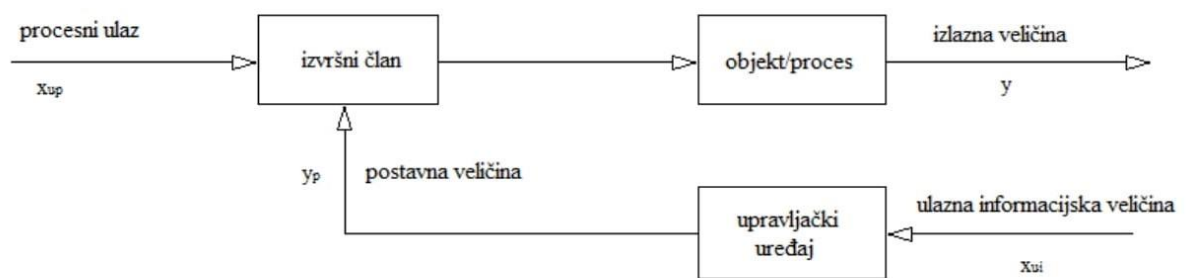 procesni ulaz
xup
izvršni član
objekt/proces
izlazna veličina
y
yp
postavna veličina
upravljački
uređaj
ulazna informacijska veličina
xui